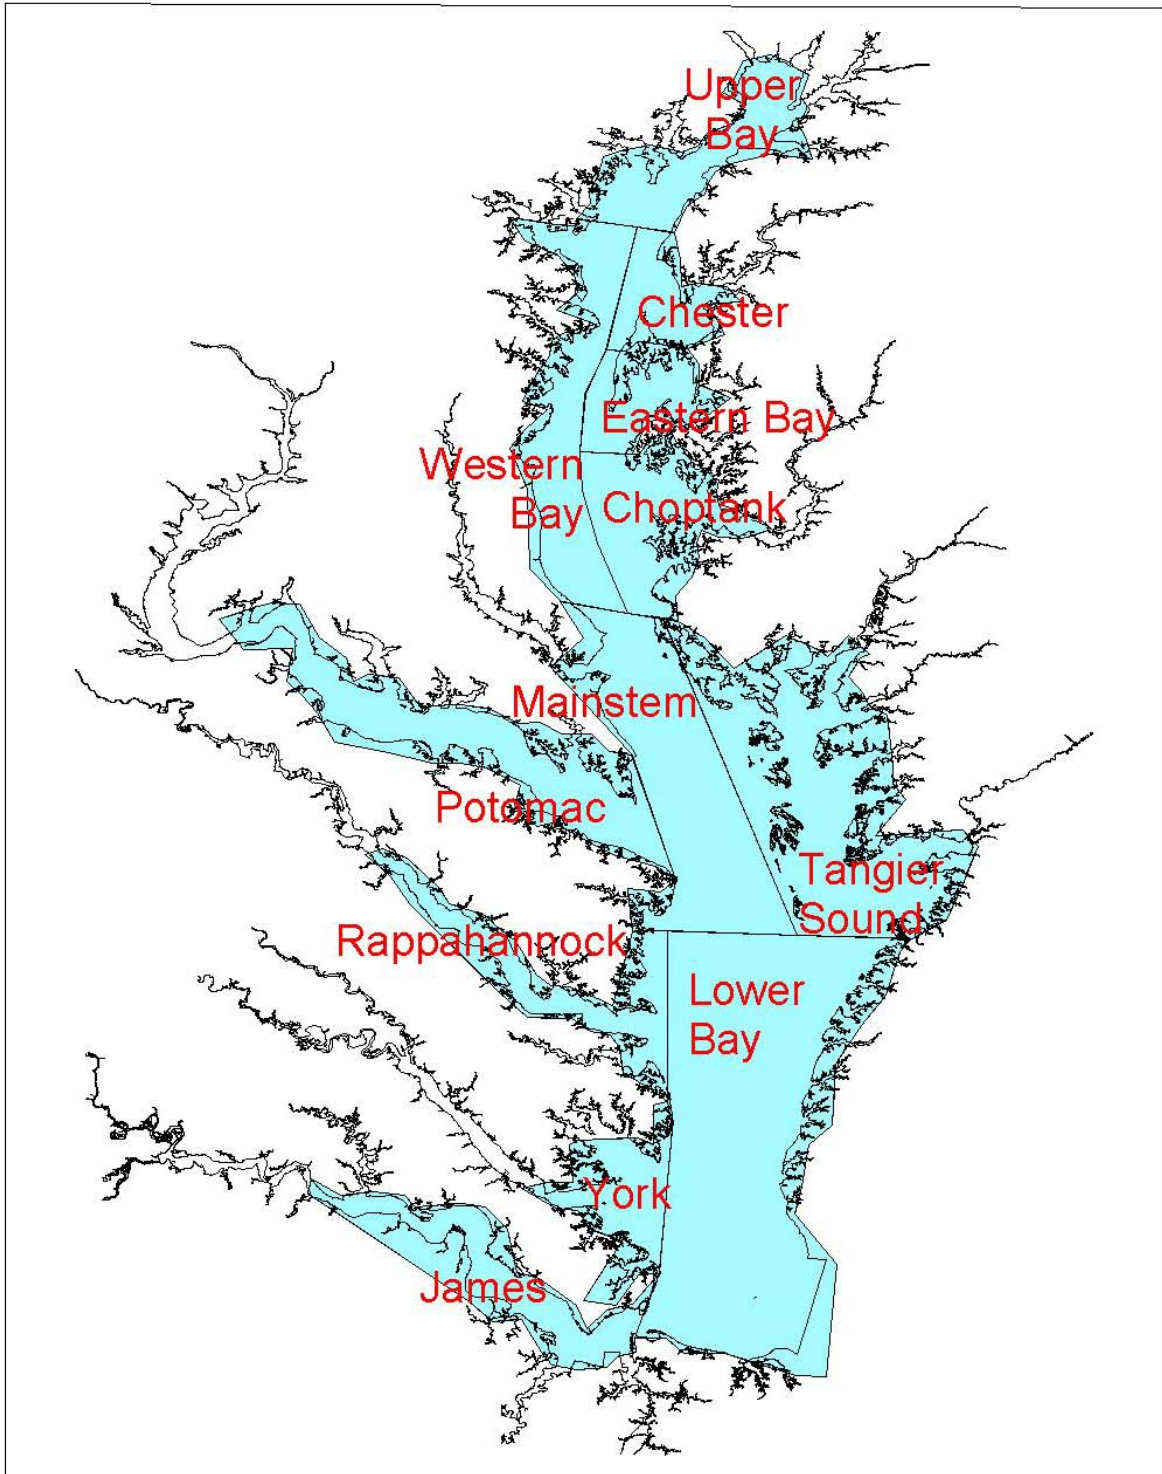 Upper
Bay
Chester
Eastern Bay
Western
Bay
Choptank
Mainstem
Potomac
Tangier
Sound
Rappahannock
Lower
Bay
York
James